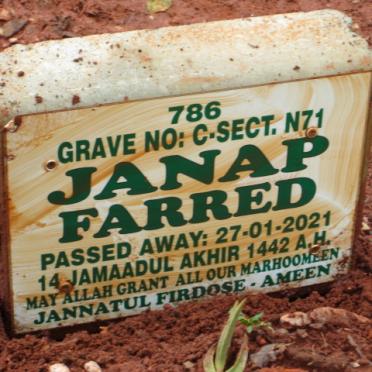 786
GRAVE NO: C-SECT. N71
JANAP
FARRED
PASSED AWAY: 27-01-2021
14 JAMAADUL AKHIR 1442 A.H.
MAY ALLAH GRANT ALL OUR MARHOOMEEN
JANNATUL FIRDOSE - AMEEN